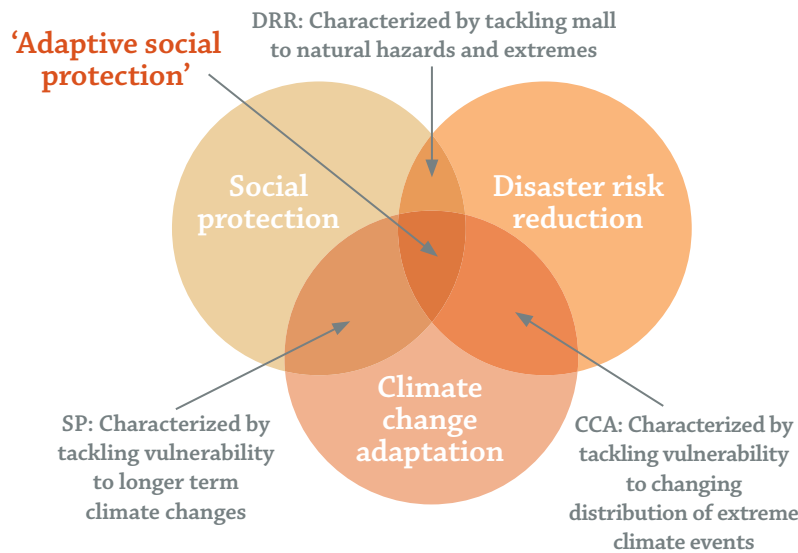 DRR: Characterized by tackling mall
to natural hazards and extremes
‘Adaptive social
protection’
Social
protection
Disaster risk
reduction
Climate
change
adaptation
SP: Characterized by
tackling vulnerability
to longer term
climate changes
CCA: Characterized by
tackling vulnerability
to changing
distribution of extreme
climate events